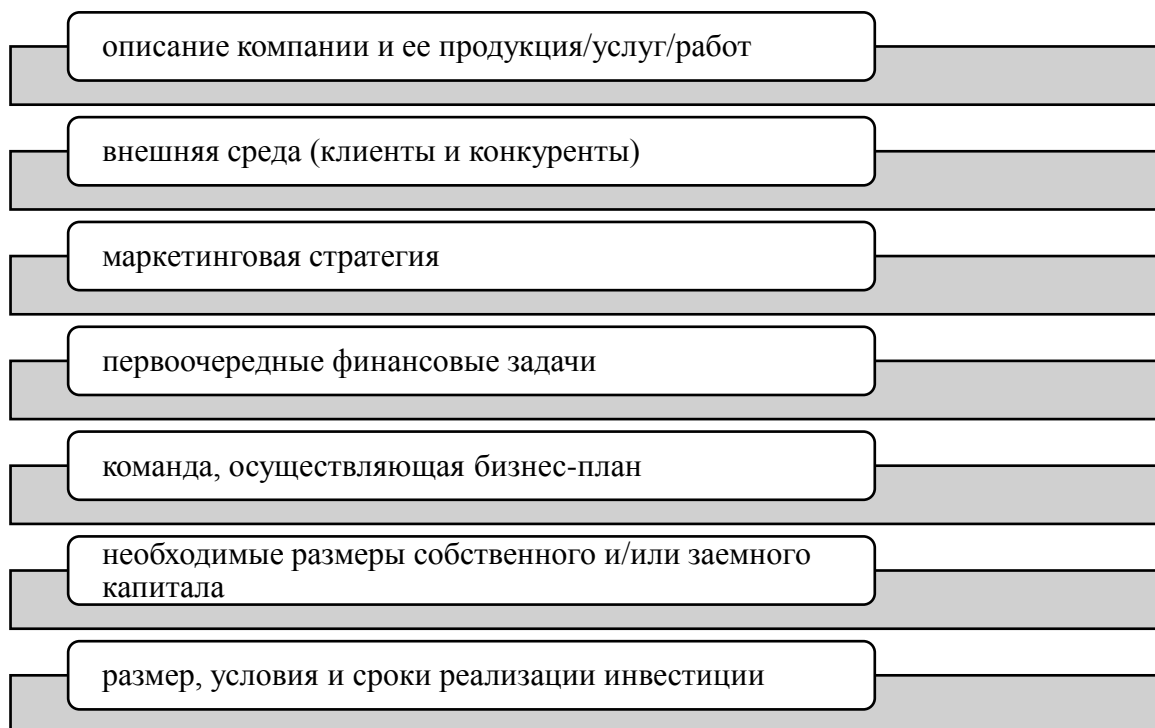 описание компании и ее продукция/услуг/работ
внешняя среда (клиенты и конкуренты)
маркетинговая стратегия
первоочередные финансовые задачи
команда, осуществляющая бизнес-план
необходимые размеры собственного и/или заемного
капитала
размер, условия и сроки реализации инвестиции